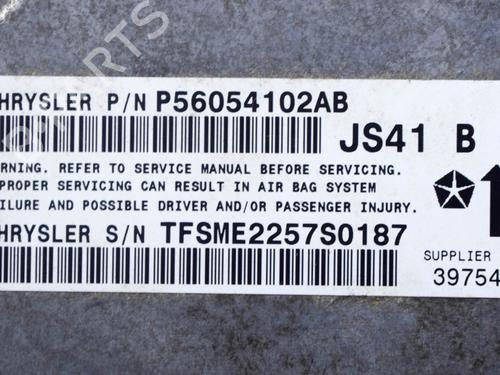 PARTS
HRYSLER P/N P56054102AB
JS41 B
RNING. REFER TO SERVICE MANUAL BEFORE SERVICING.
PROPER SERVICING CAN RESULT IN AIR BAG SYSTEM
ILURE AND POSSIBLE DRIVER AND/OR PASSENGER INJURY.
HRYSLER S/N TFSME2257S0187
SUPPLIER
39754